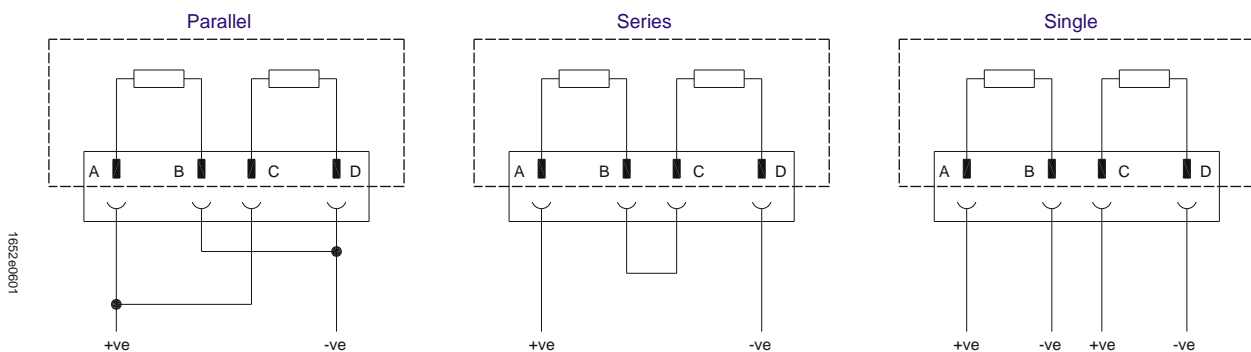 Parallel Series Single
A B C D A B C D A B C D
1652e0601
+ve -ve +ve -ve +ve -ve +ve -ve